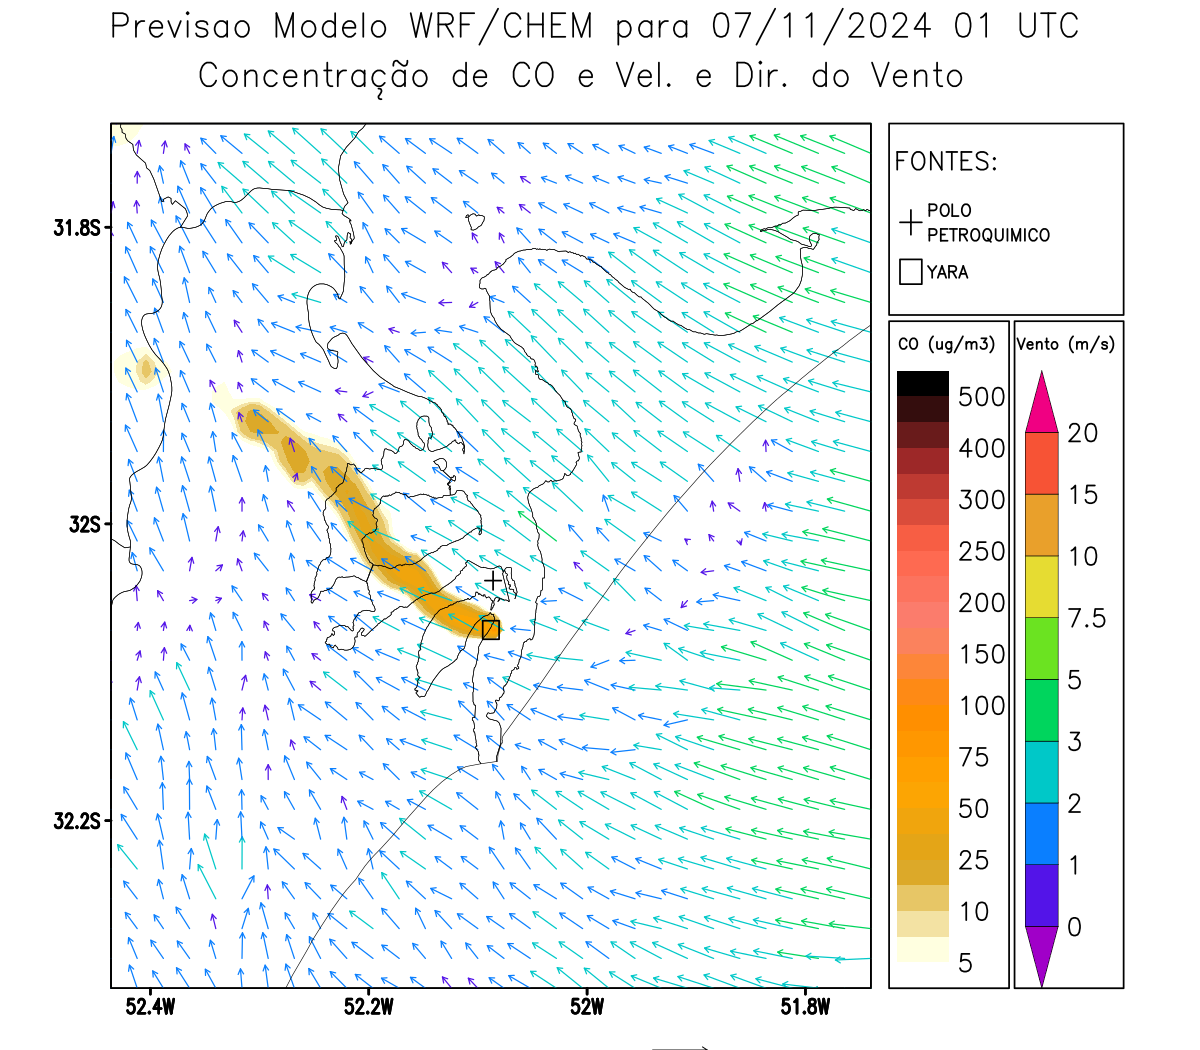 Previsao Modelo WRF/CHEM para 07/11/2024 01 UTC
Concentração de CO e Vel. e Dir. do Vento
FONTES:
POLO
PETROQUIMICO
YARA
31.8S
32S
32.2S
52.4W
52.2W
52W
51.8W
CO (ug/m3)
500
400
300
250
200
150
100
75
50
25
10
5
Vento (m/s)
20
15
10
7.5
5
3
2
1
0